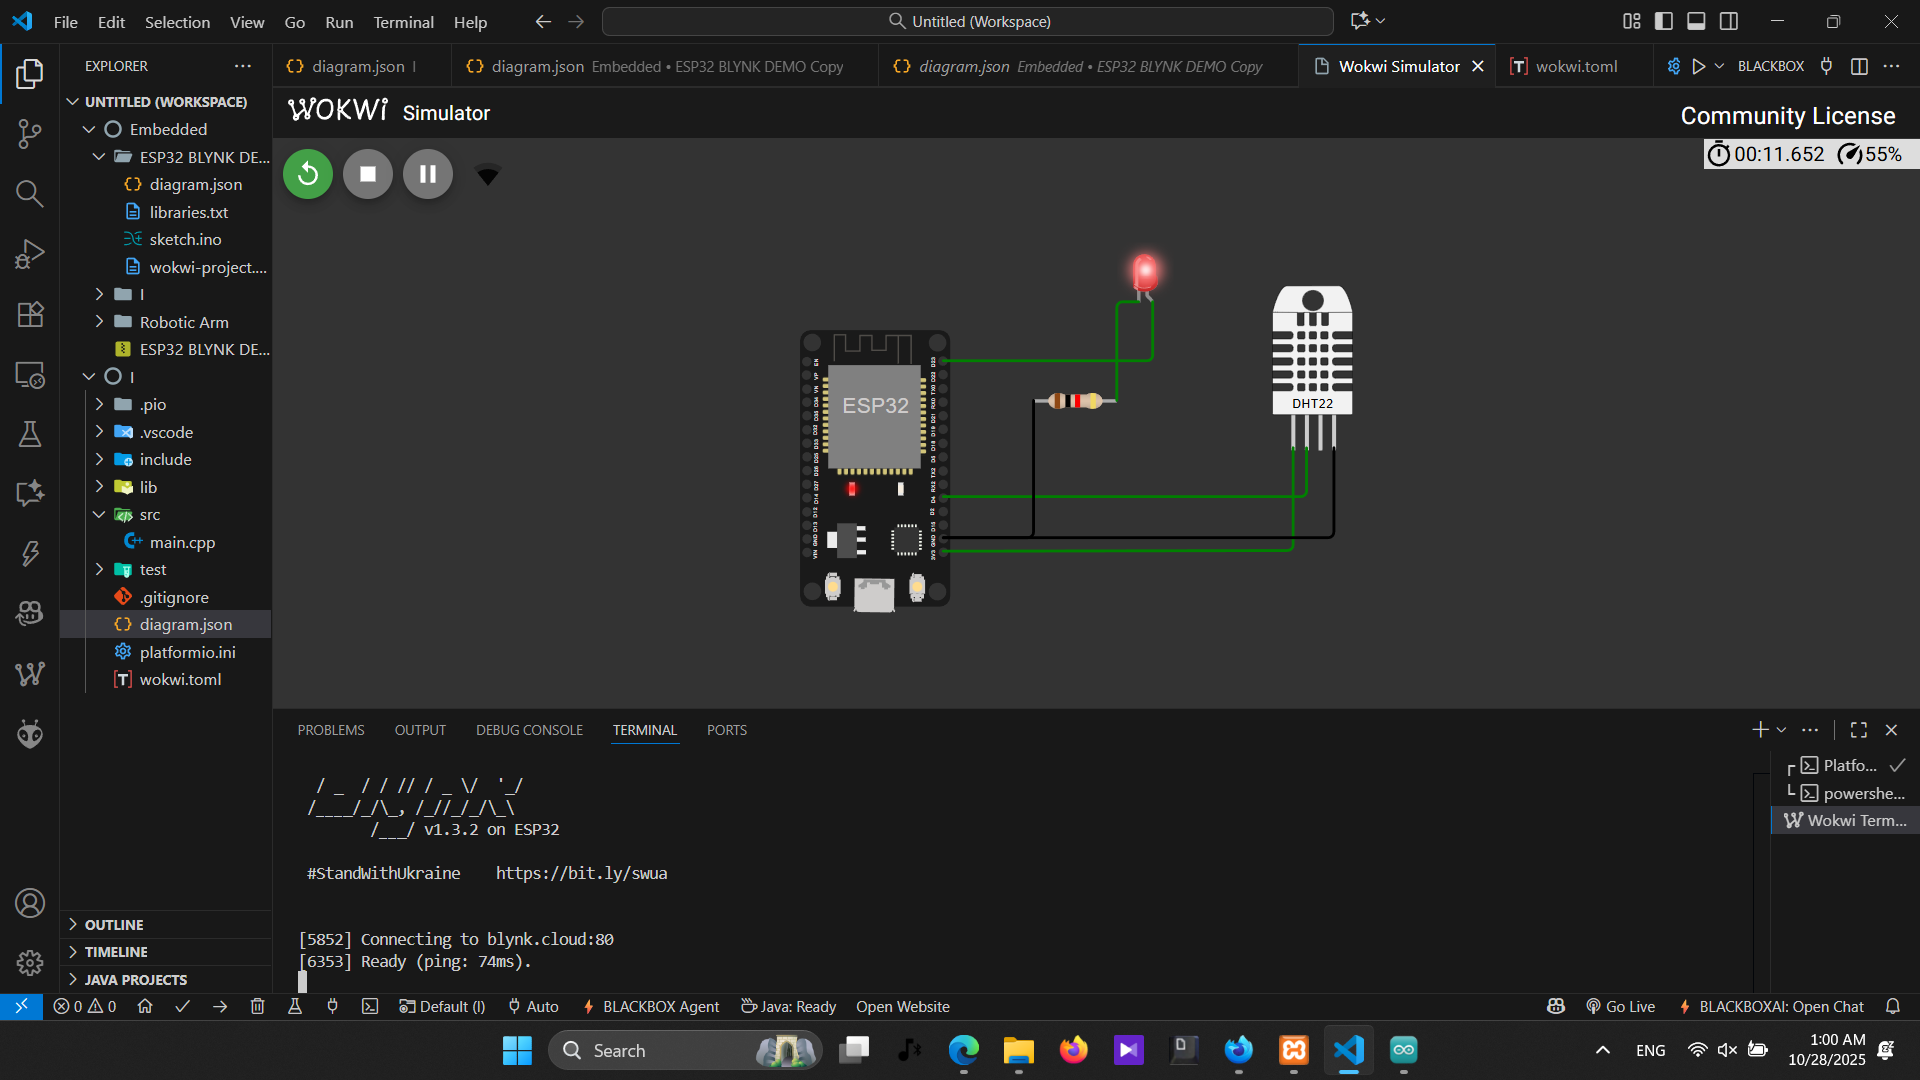 File Edit Selection View Go Run Terminal Help
Untitled (Workspace)
EXPLORER
diagram.json I
diagram.json Embedded • ESP32 BLYNK DEMO Copy
diagram.json Embedded • ESP32 BLYNK DEMO Copy
Wokwi Simulator
wokwi.toml
BLACKBOX
UNTITLED (WORKSPACE)
Embedded
ESP32 BLYNK DE...
diagram.json
libraries.txt
sketch.ino
wokwi-project....
I
Robotic Arm
ESP32 BLYNK DE...
I
.pio
.vscode
include
lib
src
main.cpp
test
.gitignore
diagram.json
platformio.ini
wokwi.toml
OUTLINE
TIMELINE
JAVA PROJECTS
WOKWi Simulator
Community License
00:11.652 55%
ESP32
DHT22
PROBLEMS OUTPUT DEBUG CONSOLE TERMINAL PORTS
/ _ / / // / _ \/ '_/
/____/_/\_, /_//_/_/\_\
/___/ v1.3.2 on ESP32
#StandWithUkraine https://bit.ly/swua
[5852] Connecting to blynk.cloud:80
[6353] Ready (ping: 74ms).
Platfo...
powershe...
Wokwi Term...
0 0 Default (I) Auto BLACKBOX Agent Java: Ready Open Website Go Live BLACKBOXAI: Open Chat
Search
ENG
1:00 AM
10/28/2025